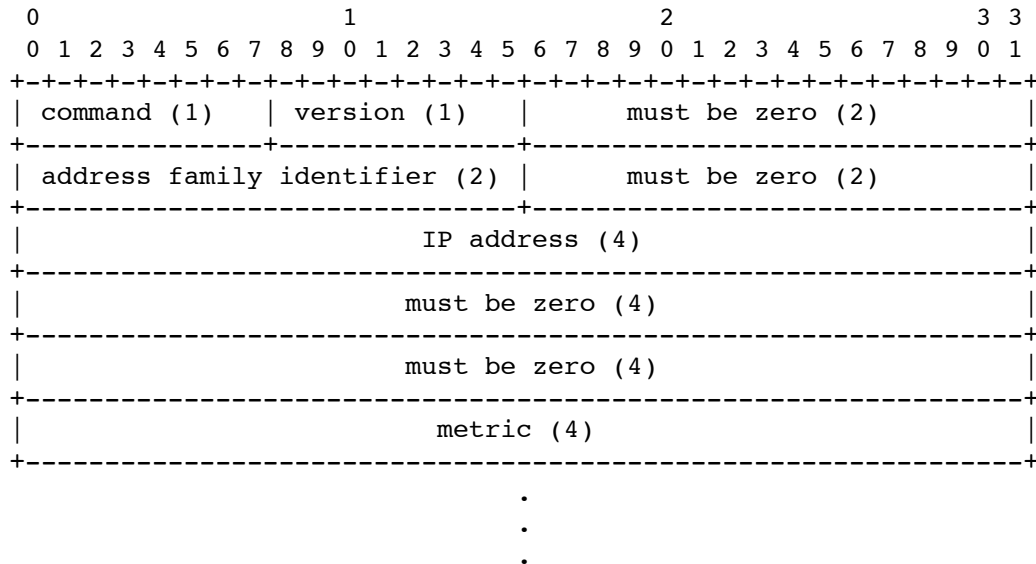 0                   1                   2                   3 3
0 1 2 3 4 5 6 7 8 9 0 1 2 3 4 5 6 7 8 9 0 1 2 3 4 5 6 7 8 9 0 1
+-+-+-+-+-+-+-+-+-+-+-+-+-+-+-+-+-+-+-+-+-+-+-+-+-+-+-+-+-+-+-+-+
| command (1)   | version (1)   |      must be zero (2)         |
+---------------+---------------+-------------------------------+
| address family identifier (2) |      must be zero (2)         |
+-------------------------------+-------------------------------+
|                         IP address (4)                        |
+---------------------------------------------------------------+
|                        must be zero (4)                       |
+---------------------------------------------------------------+
|                        must be zero (4)                       |
+---------------------------------------------------------------+
|                          metric (4)                           |
+---------------------------------------------------------------+
.
.
.